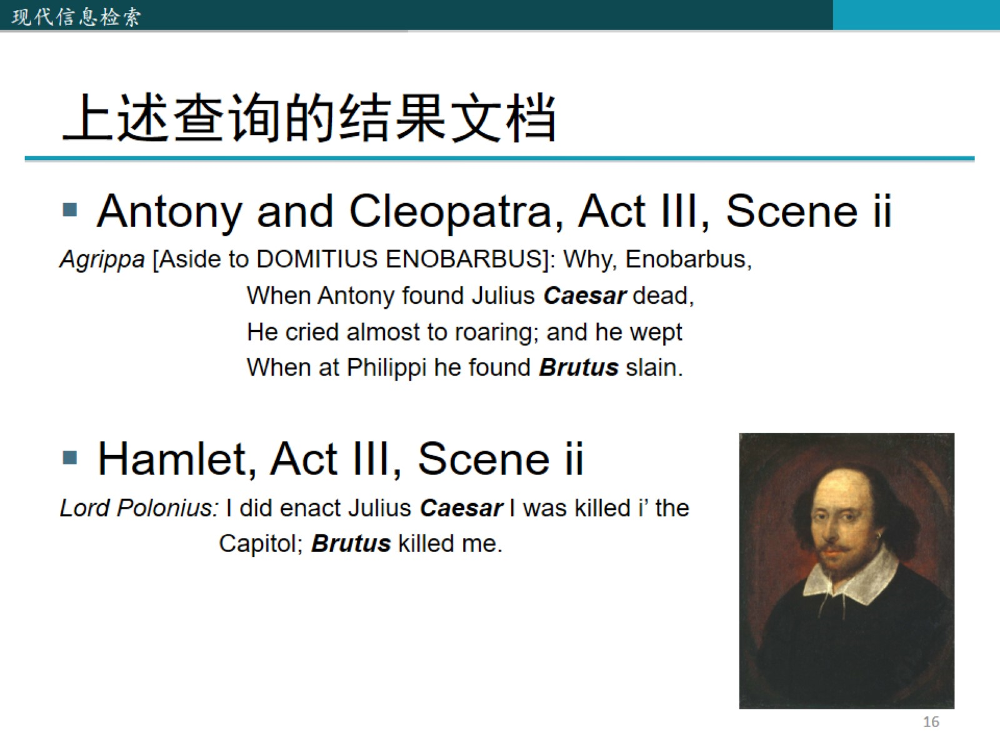 现代信息检索
上述查询的结果文档
▪ Antony and Cleopatra, Act III, Scene ii
Agrippa [Aside to DOMITIUS ENOBARBUS]: Why, Enobarbus,
When Antony found Julius Caesar dead,
He cried almost to roaring; and he wept
When at Philippi he found Brutus slain.
▪ Hamlet, Act III, Scene ii
Lord Polonius: I did enact Julius Caesar I was killed i’ the
Capitol; Brutus killed me.
16